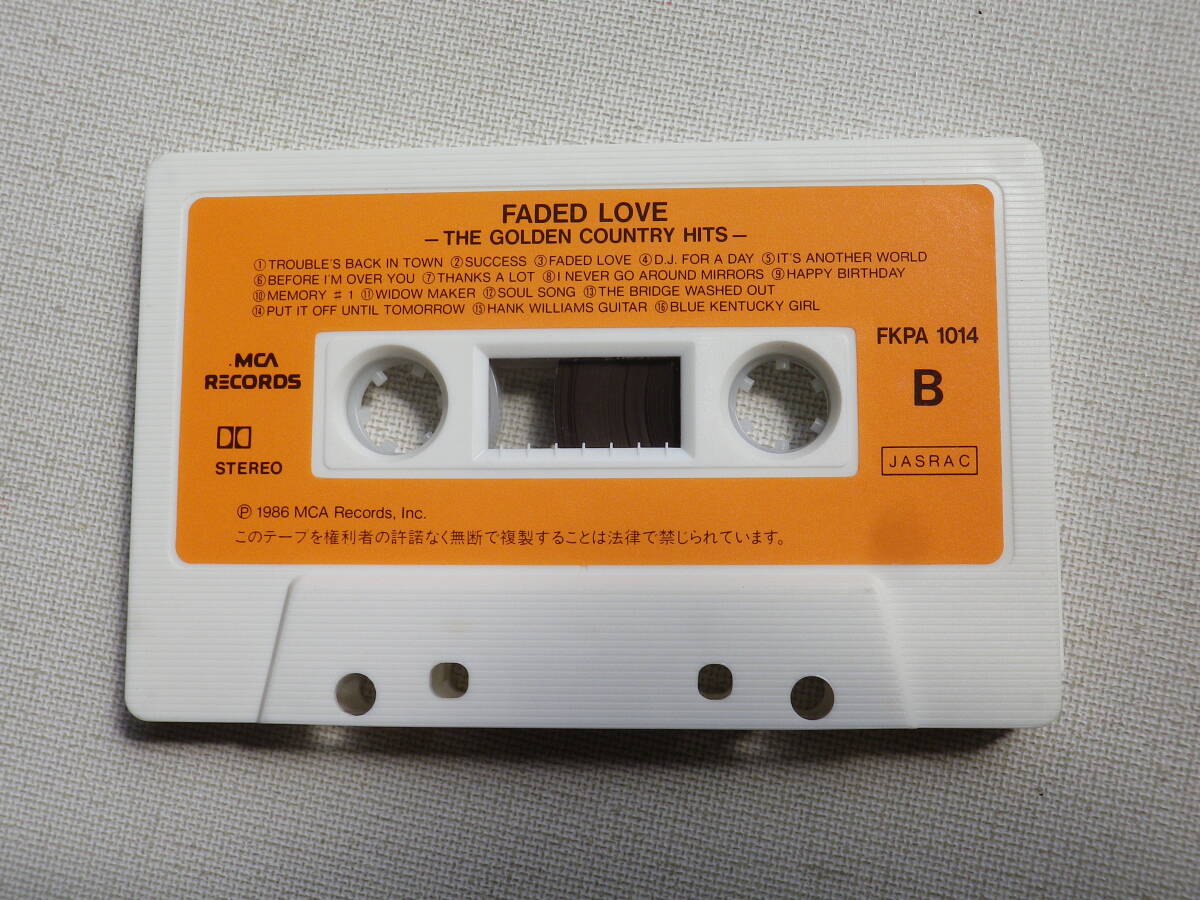 FADED LOVE
– THE GOLDEN COUNTRY HITS –
①TROUBLE'S BACK IN TOWN ②SUCCESS ③FADED LOVE ④D.J. FOR A DAY ⑤IT'S ANOTHER WORLD
⑥BEFORE I'M OVER YOU ⑦THANKS A LOT ⑧I NEVER GO AROUND MIRRORS ⑨HAPPY BIRTHDAY
⑩MEMORY #1 ⑪WIDOW MAKER ⑫SOUL SONG ⑬THE BRIDGE WASHED OUT
⑭PUT IT OFF UNTIL TOMORROW ⑮HANK WILLIAMS GUITAR ⑯BLUE KENTUCKY GIRL
MCA
RECORDS
STEREO
FKPA 1014
B
JASRAC
Ⓟ 1986 MCA Records, Inc.
このテープを権利者の許諾なく無断で複製することは法律で禁じられています。